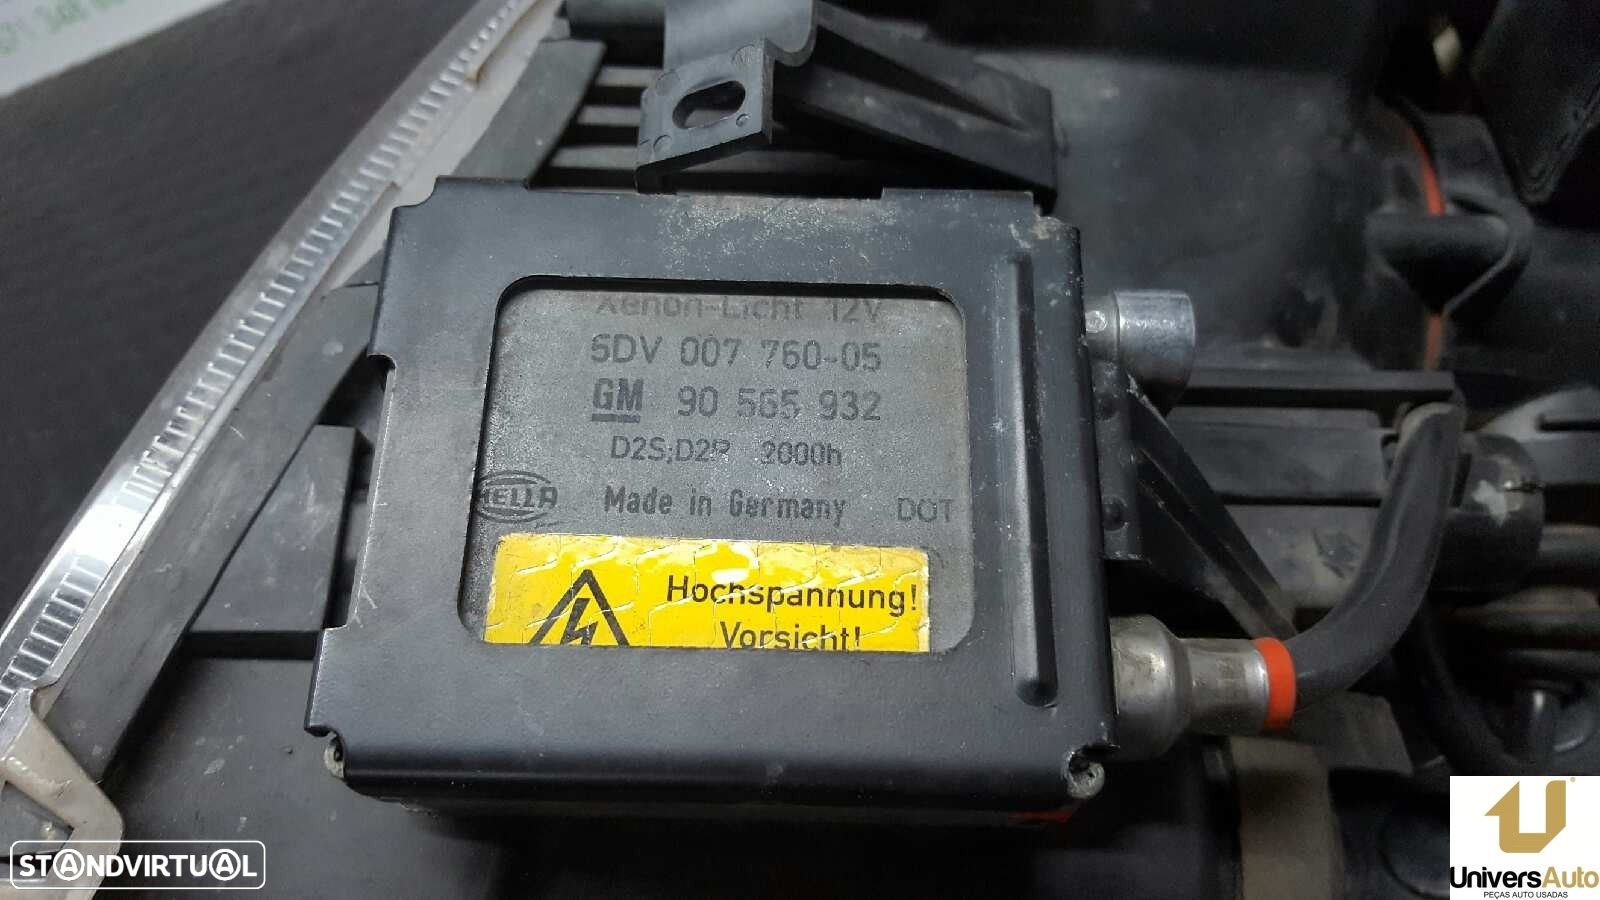 Xenon-Licht 12V
5DV 007 760-05
GM 90 565 932
D2S;D2R 2000h
HELLA Made in Germany DOT
Hochspannung!
Vorsicht!
STANDVIRTUAL
UniversAuto
PEÇAS AUTO USADAS